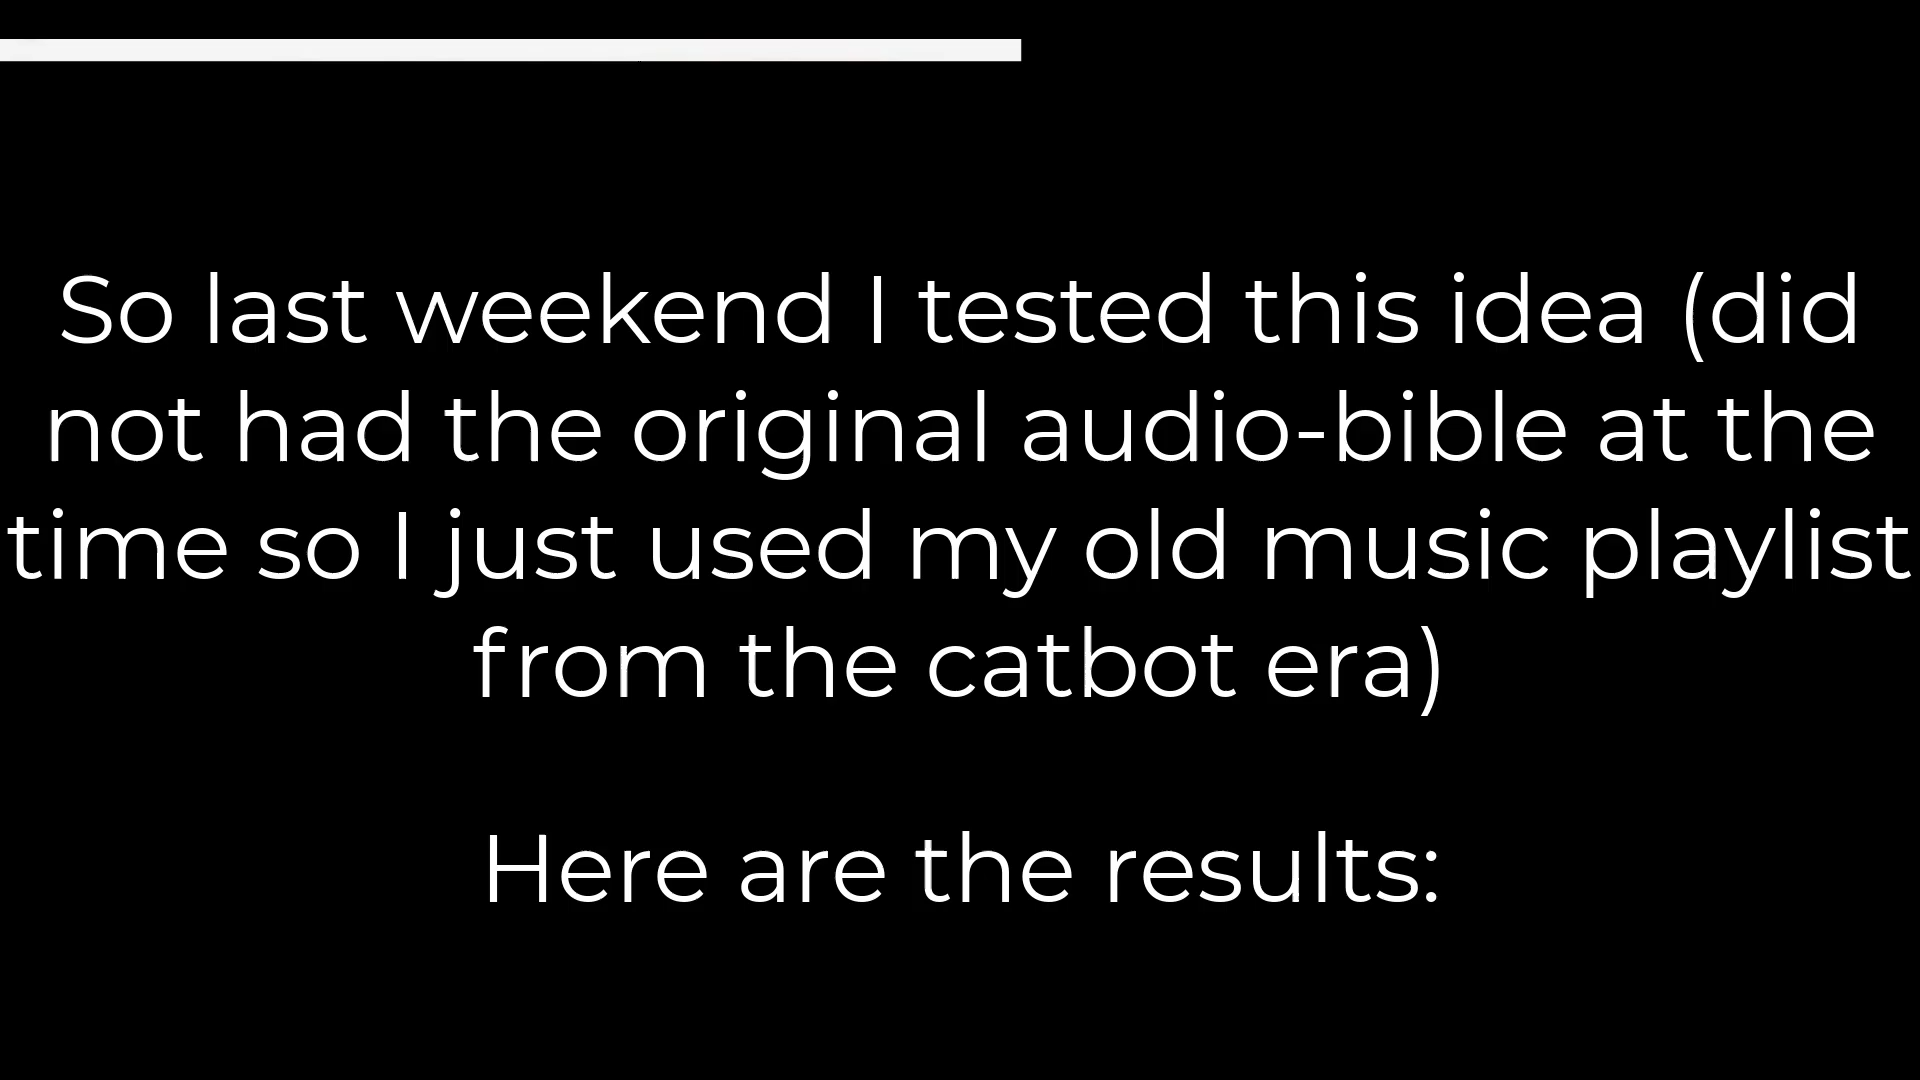 So last weekend I tested this idea (did
not had the original audio-bible at the
time so I just used my old music playlist
from the catbot era)
Here are the results: